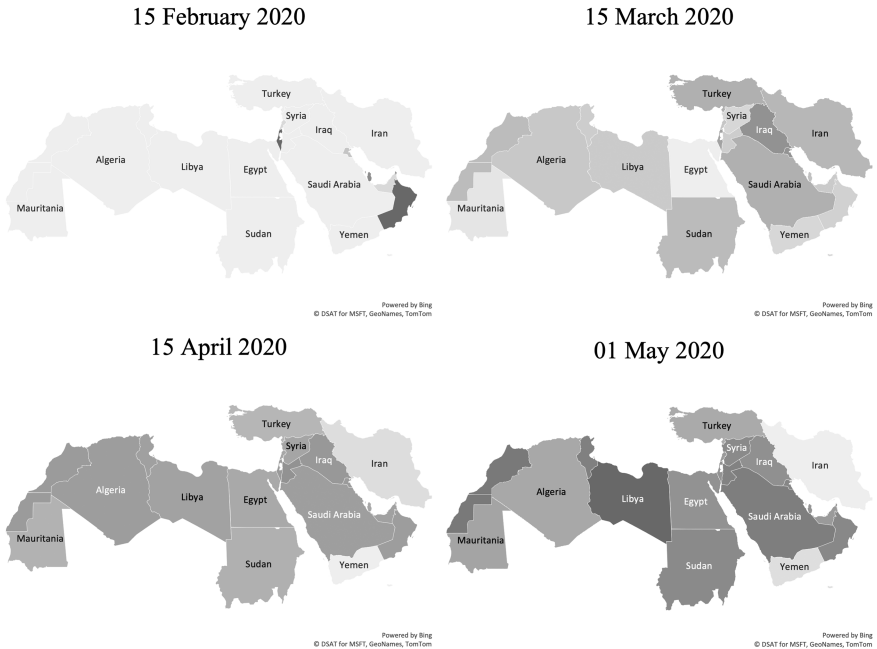 15 February 2020
15 March 2020
Turkey
Syria
Iraq
Iran
Algeria
Libya
Egypt
Saudi Arabia
Mauritania
Sudan
Yemen
Powered by Bing
© DSAT for MSFT, GeoNames, TomTom
Turkey
Syria
Iraq
Iran
Algeria
Libya
Egypt
Saudi Arabia
Mauritania
Sudan
Yemen
Powered by Bing
© DSAT for MSFT, GeoNames, TomTom
15 April 2020
01 May 2020
Turkey
Syria
Iraq
Iran
Algeria
Libya
Egypt
Saudi Arabia
Mauritania
Sudan
Yemen
Powered by Bing
© DSAT for MSFT, GeoNames, TomTom
Turkey
Syria
Iraq
Iran
Algeria
Libya
Egypt
Saudi Arabia
Mauritania
Sudan
Yemen
Powered by Bing
© DSAT for MSFT, GeoNames, TomTom